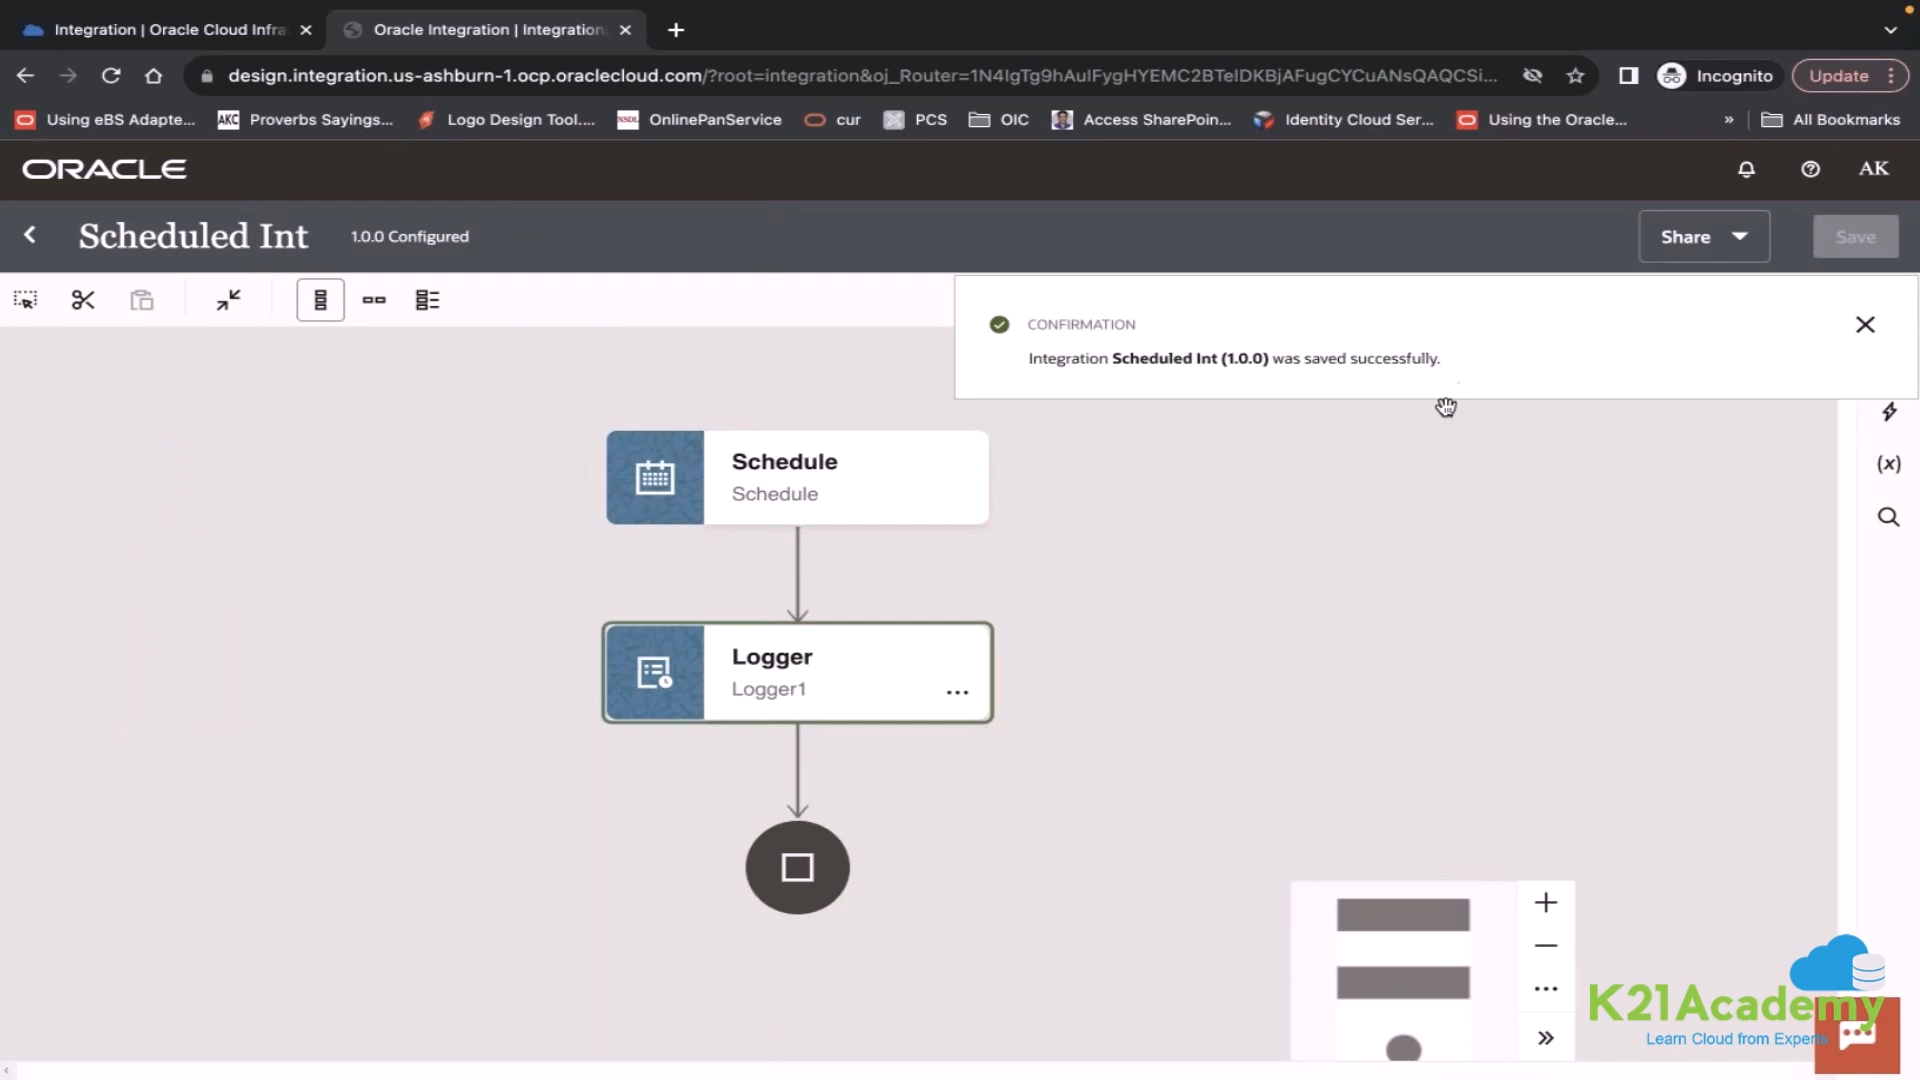 Integration | Oracle Cloud Infra
Oracle Integration | Integration
design.integration.us-ashburn-1.ocp.oraclecloud.com/?root=integration&oj_Router=1N4IgTg9hAuIFygHYEMC2BTeIDKBjAFugCYCuANsQAQCSi...
Incognito
Update
Using eBS Adapte...
AKC
Proverbs Sayings...
Logo Design Tool....
NSDL
OnlinePanService
cur
PCS
OIC
Access SharePoin...
Identity Cloud Ser...
Using the Oracle...
»
All Bookmarks
ORACLE
AK
Scheduled Int
1.0.0 Configured
Share
Save
CONFIRMATION
Integration Scheduled Int (1.0.0) was saved successfully.
(x)
Schedule
Schedule
Logger
Logger1
...
K21Academy
Learn Cloud from Experts